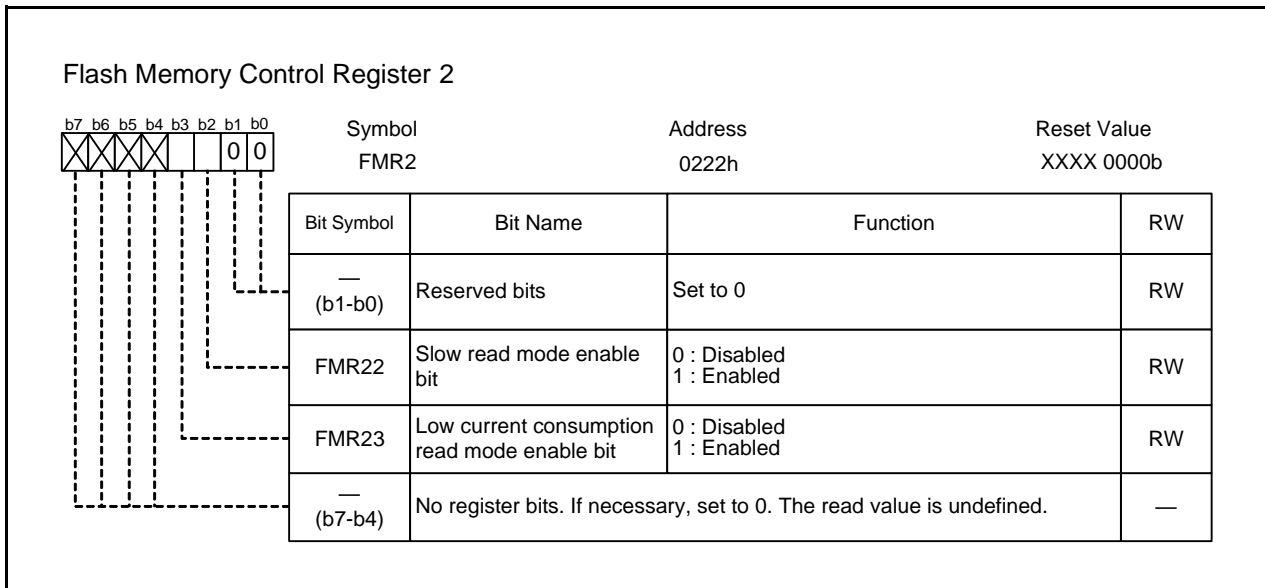 Flash Memory Control Register 2
b7 b6 b5 b4 b3 b2 b1 b0
0 0
Symbol Address Reset Value
FMR2 0222h XXXX 0000b
Bit Symbol Bit Name Function RW
—
(b1-b0) Reserved bits Set to 0 RW
FMR22 Slow read mode enable
bit 0 : Disabled
1 : Enabled RW
FMR23 Low current consumption
read mode enable bit 0 : Disabled
1 : Enabled RW
—
(b7-b4) No register bits. If necessary, set to 0. The read value is undefined. —